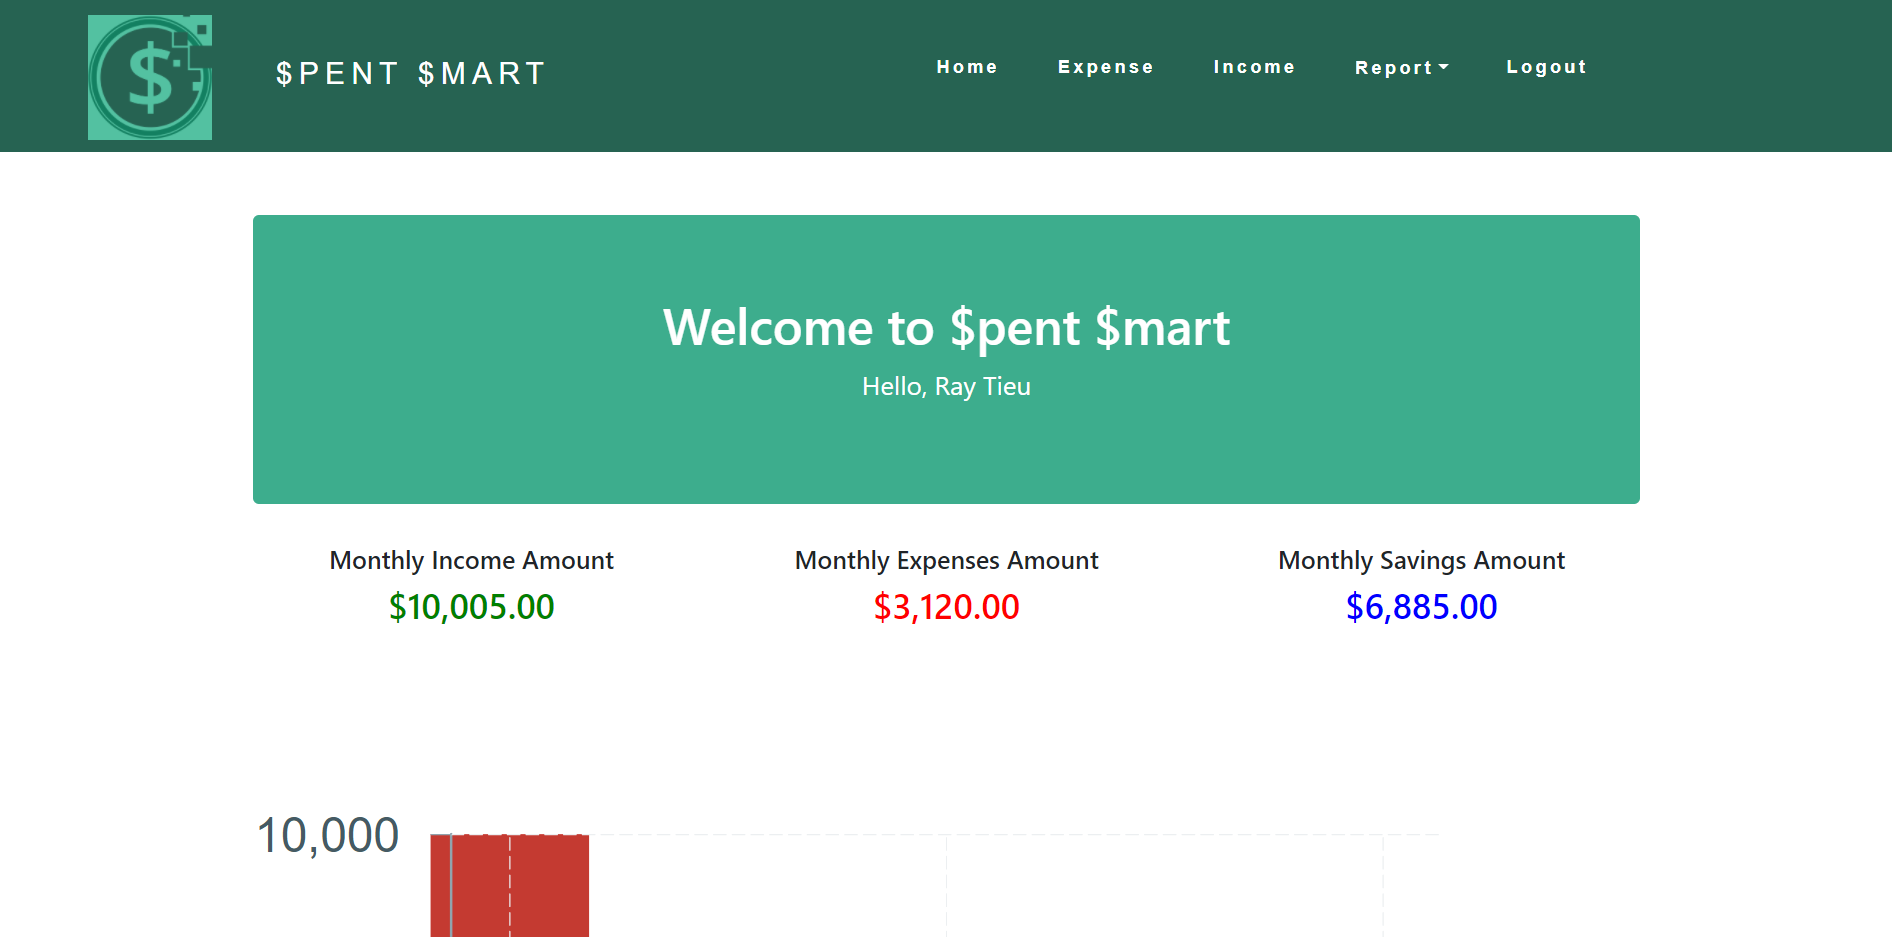 $
$PENT $MART
Home Expense Income Report Logout
Welcome to $pent $mart
Hello, Ray Tieu
Monthly Income Amount Monthly Expenses Amount Monthly Savings Amount
$10,005.00 $3,120.00 $6,885.00
10,000